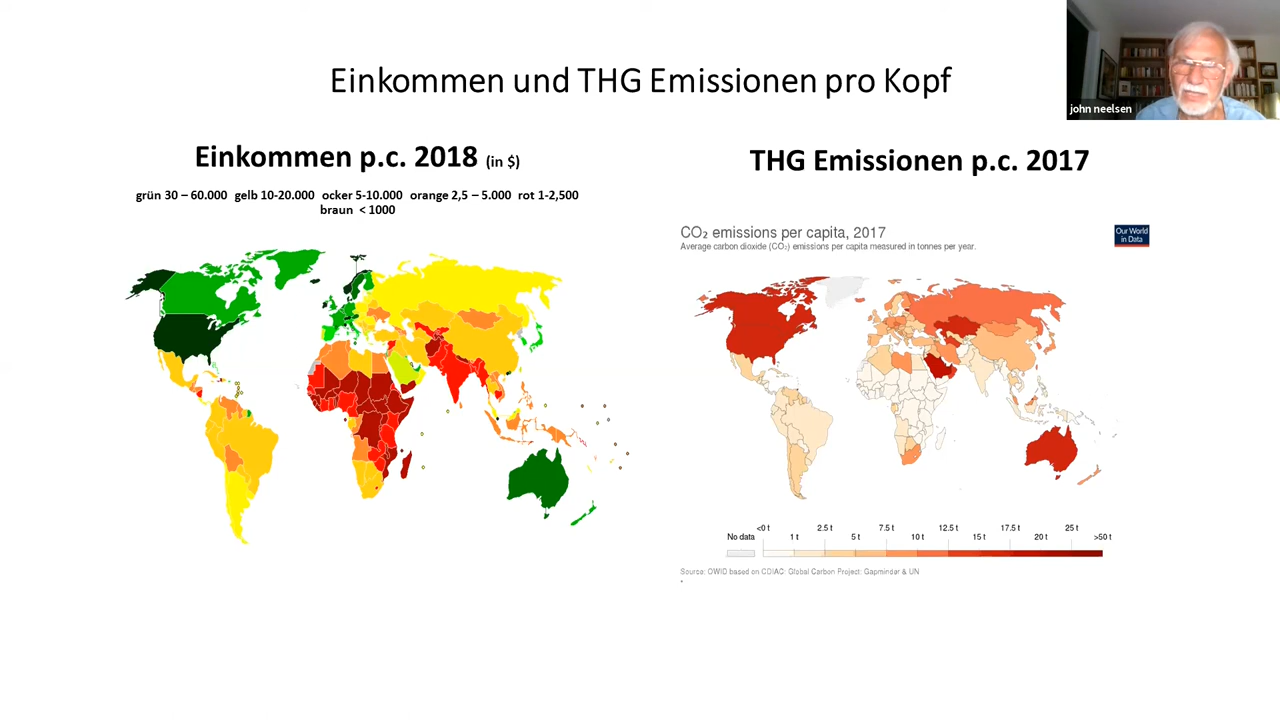 Einkommen und THG Emissionen pro Kopf
john neelsen
Einkommen p.c. 2018 (in $)
grün 30 – 60.000 gelb 10-20.000 ocker 5-10.000 orange 2,5 – 5.000 rot 1-2,500
braun < 1000
THG Emissionen p.c. 2017
CO₂ emissions per capita, 2017
Average carbon dioxide (CO₂) emissions per capita measured in tonnes per year.
Our World
in Data
<0 t 2.5 t 7.5 t 12.5 t 17.5 t 25 t
No data 1 t 5 t 10 t 15 t 20 t >50 t
Source: OWID based on CDIAC; Global Carbon Project; Gapminder & UN